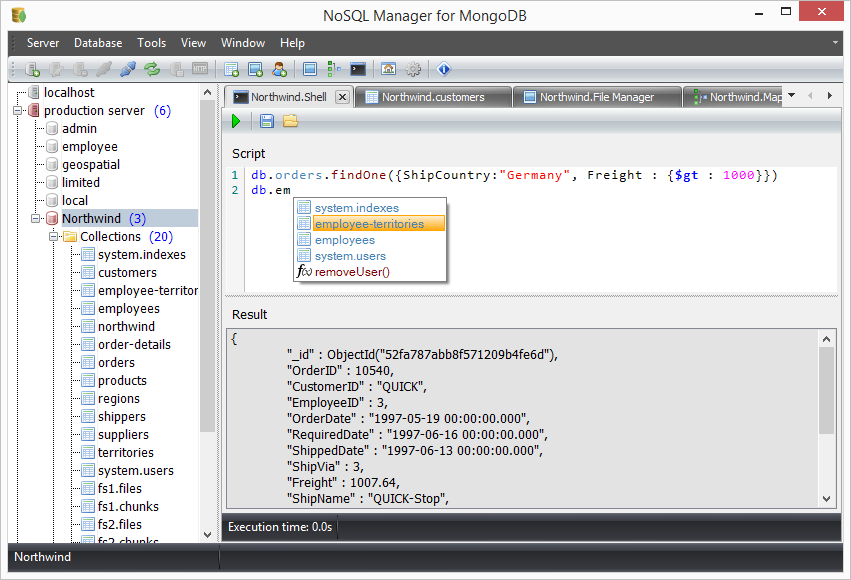 NoSQL Manager for MongoDB
Server Database Tools View Window Help
localhost
production server (6)
admin
employee
geospatial
limited
local
Northwind (3)
Collections (20)
system.indexes
customers
employee-territor
employees
northwind
order-details
orders
products
regions
shippers
suppliers
territories
system.users
fs1.files
fs1.chunks
fs2.files
fs2.chunks
Northwind.Shell Northwind.customers Northwind.File Manager Northwind.Map
Script
1 db.orders.findOne({ShipCountry:"Germany", Freight : {$gt : 1000}})
2 db.em
system.indexes
employee-territories
employees
system.users
f(x) removeUser()
Result
{
"_id" : ObjectId("52fa787abb8f571209b4fe6d"),
"OrderID" : 10540,
"CustomerID" : "QUICK",
"EmployeeID" : 3,
"OrderDate" : "1997-05-19 00:00:00.000",
"RequiredDate" : "1997-06-16 00:00:00.000",
"ShippedDate" : "1997-06-13 00:00:00.000",
"ShipVia" : 3,
"Freight" : 1007.64,
"ShipName" : "QUICK-Stop",
Execution time: 0.0s
Northwind